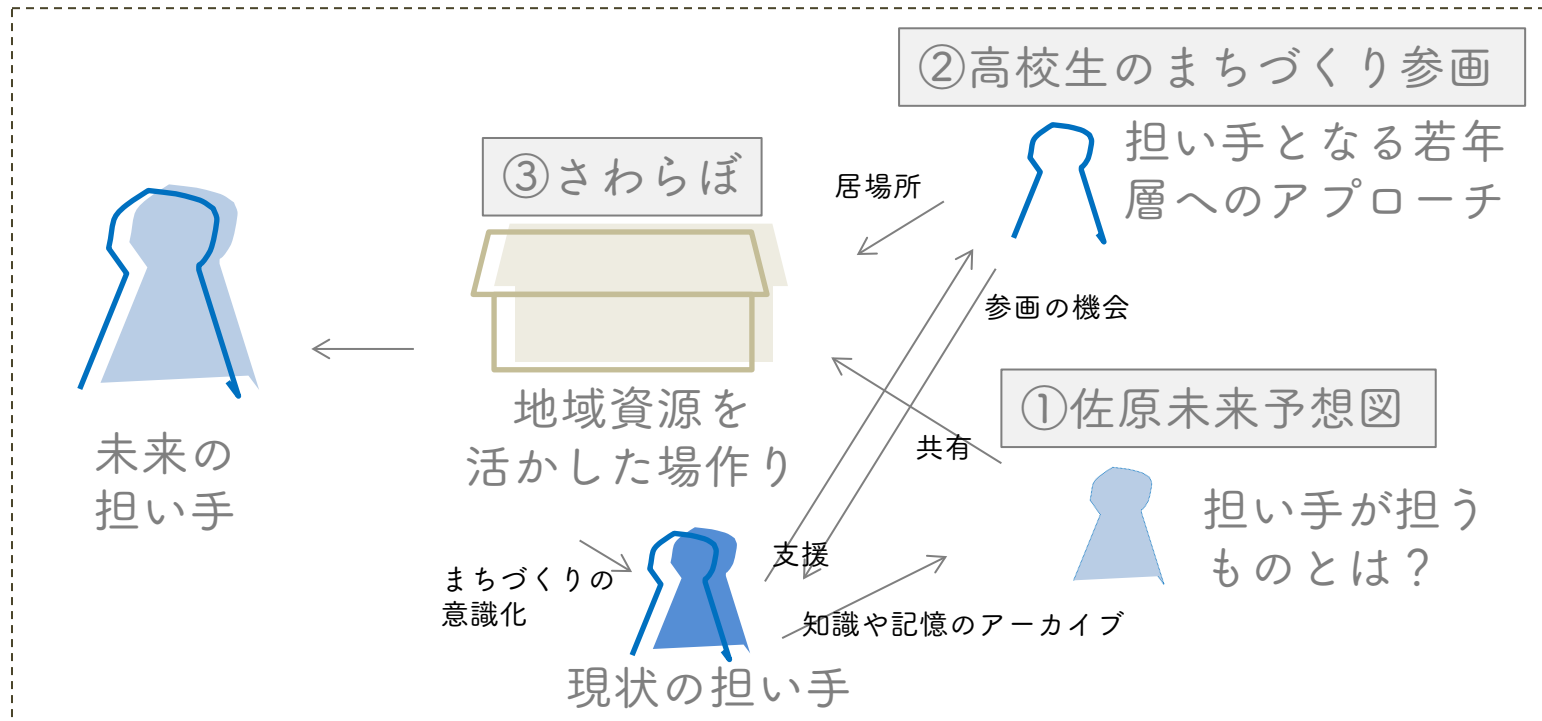 ②高校生のまちづくり参画
担い手となる若年
層へのアプローチ
③さわらぼ
居場所
参画の機会
①佐原未来予想図
地域資源を
活かした場作り
共有
未来の
担い手
担い手が担う
ものとは？
支援
まちづくりの
意識化
知識や記憶のアーカイブ
現状の担い手